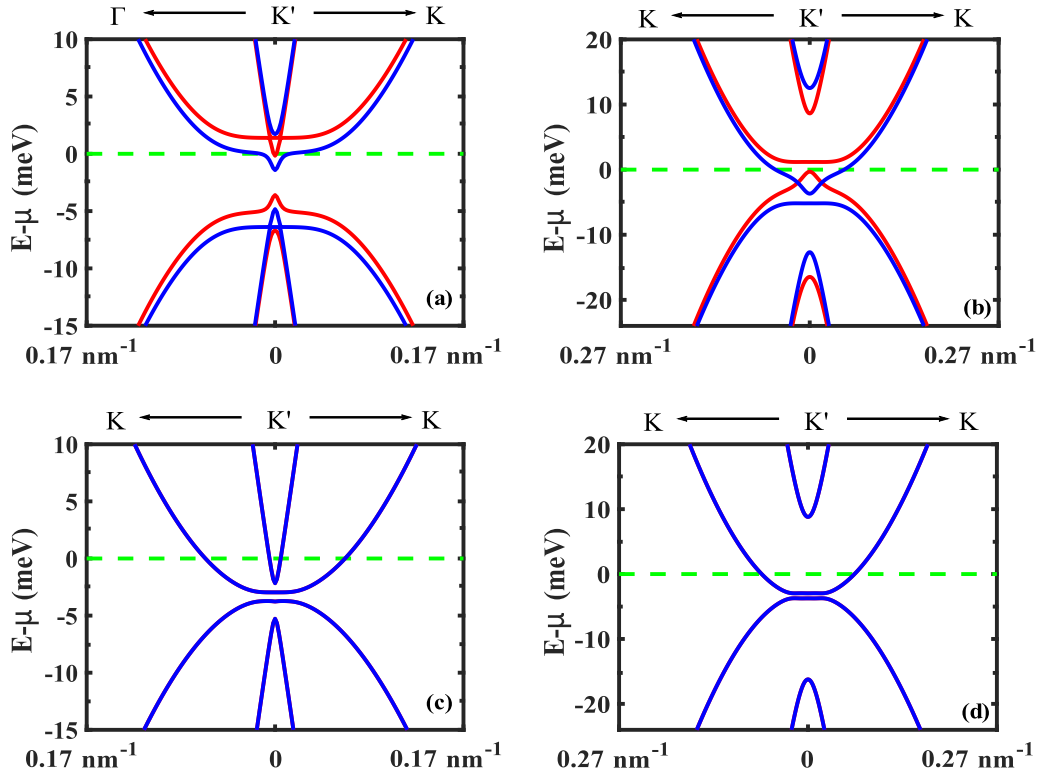 Γ K' K
K K' K
10
5
0
-5
-10
-15
E-μ (meV)
(a)
0.17 nm⁻¹ 0 0.17 nm⁻¹
20
10
0
-10
-20
E-μ (meV)
(b)
0.27 nm⁻¹ 0 0.27 nm⁻¹
K K' K
K K' K
10
5
0
-5
-10
-15
E-μ (meV)
(c)
0.17 nm⁻¹ 0 0.17 nm⁻¹
20
10
0
-10
-20
E-μ (meV)
(d)
0.27 nm⁻¹ 0 0.27 nm⁻¹